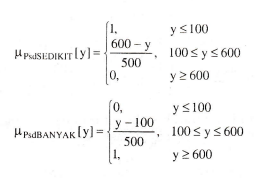 μPsdSEDIKIT[y] = { 1, y ≤ 100
600 − y / 500, 100 ≤ y ≤ 600
0, y ≥ 600
μPsdBANYAK[y] = { 0, y ≤ 100
y − 100 / 500, 100 ≤ y ≤ 600
1, y ≥ 600